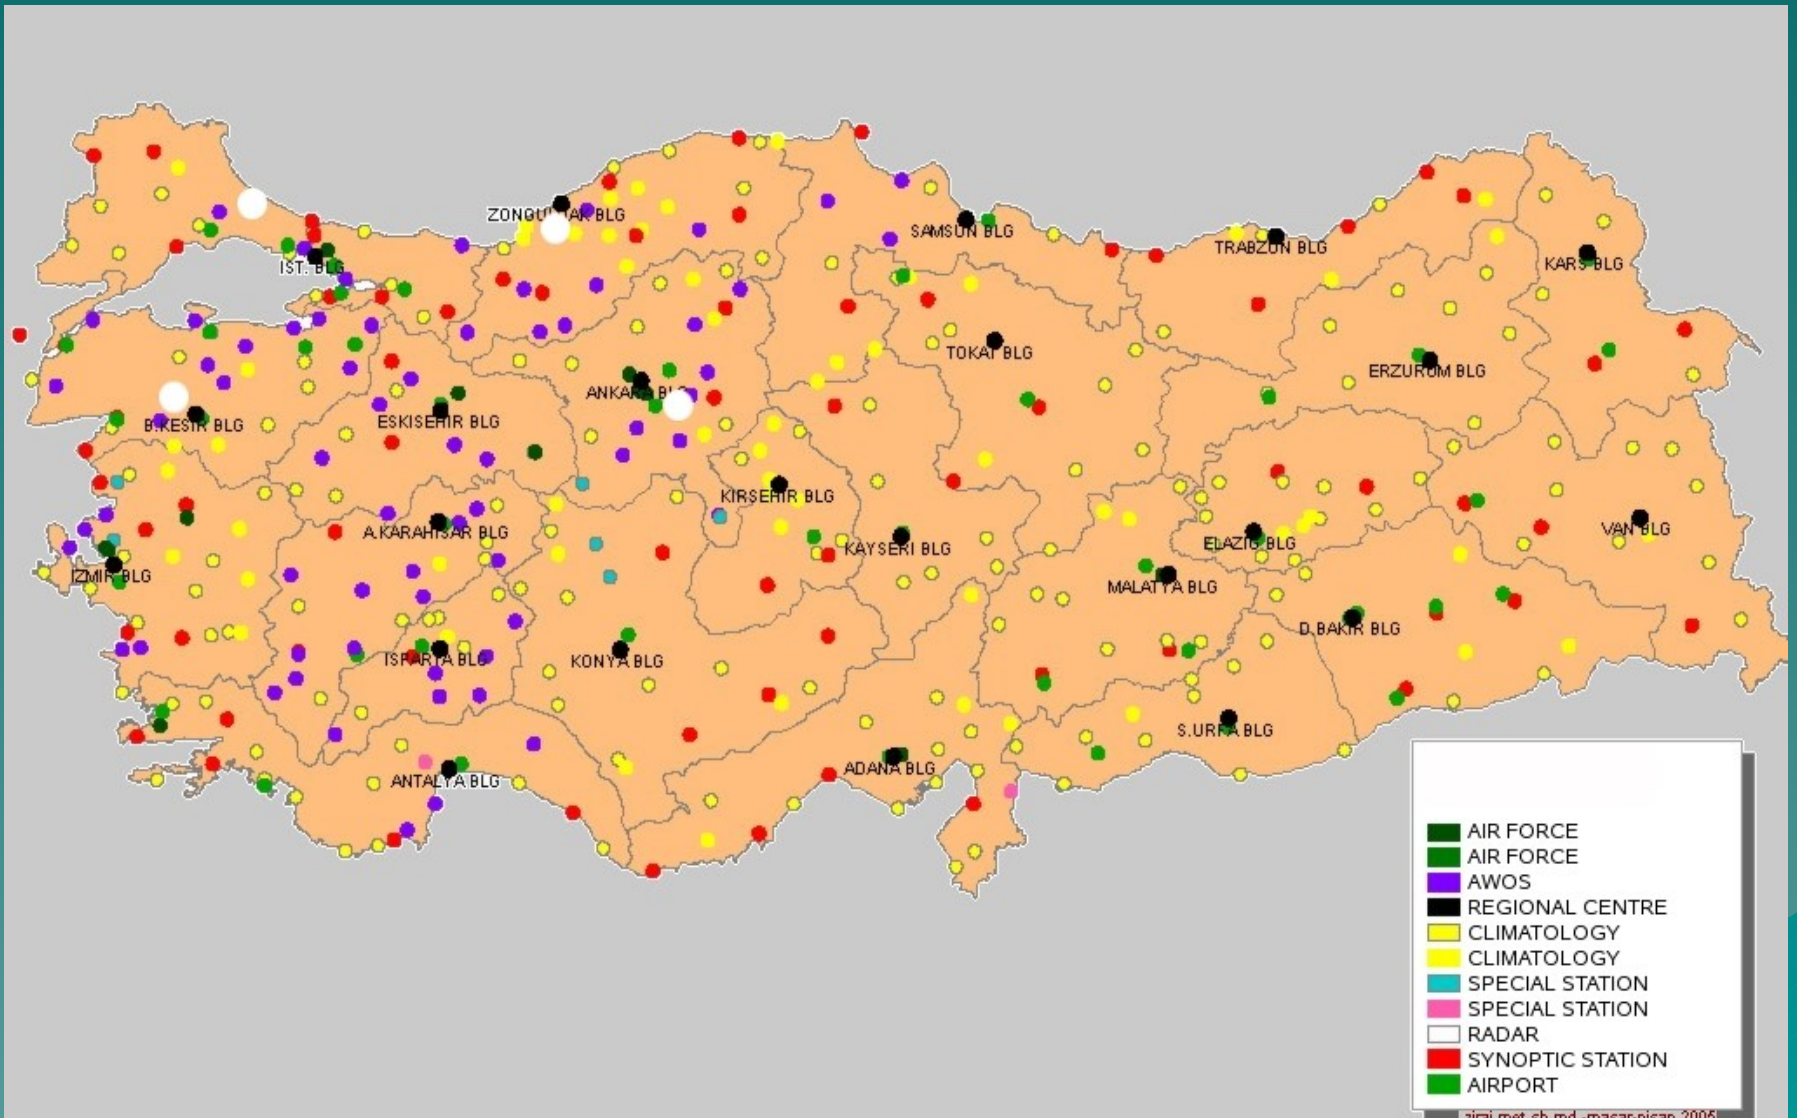 ZONGULDAK BLG
SAMSUN BLG
TRABZON BLG
KARS BLG
IST. BLG
TOKAT BLG
ERZURUM BLG
ANKARA BLG
B.KESIR BLG
ESKISEHIR BLG
KIRSEHIR BLG
A.KARAHISAR BLG
VAN BLG
KAYSERI BLG
ELAZIG BLG
IZMIR BLG
MALATYA BLG
D.BAKIR BLG
ISPARTA BLG
KONYA BLG
S.URFA BLG
ADANA BLG
ANTALYA BLG
AIR FORCE
AIR FORCE
AWOS
REGIONAL CENTRE
CLIMATOLOGY
CLIMATOLOGY
SPECIAL STATION
SPECIAL STATION
RADAR
SYNOPTIC STATION
AIRPORT